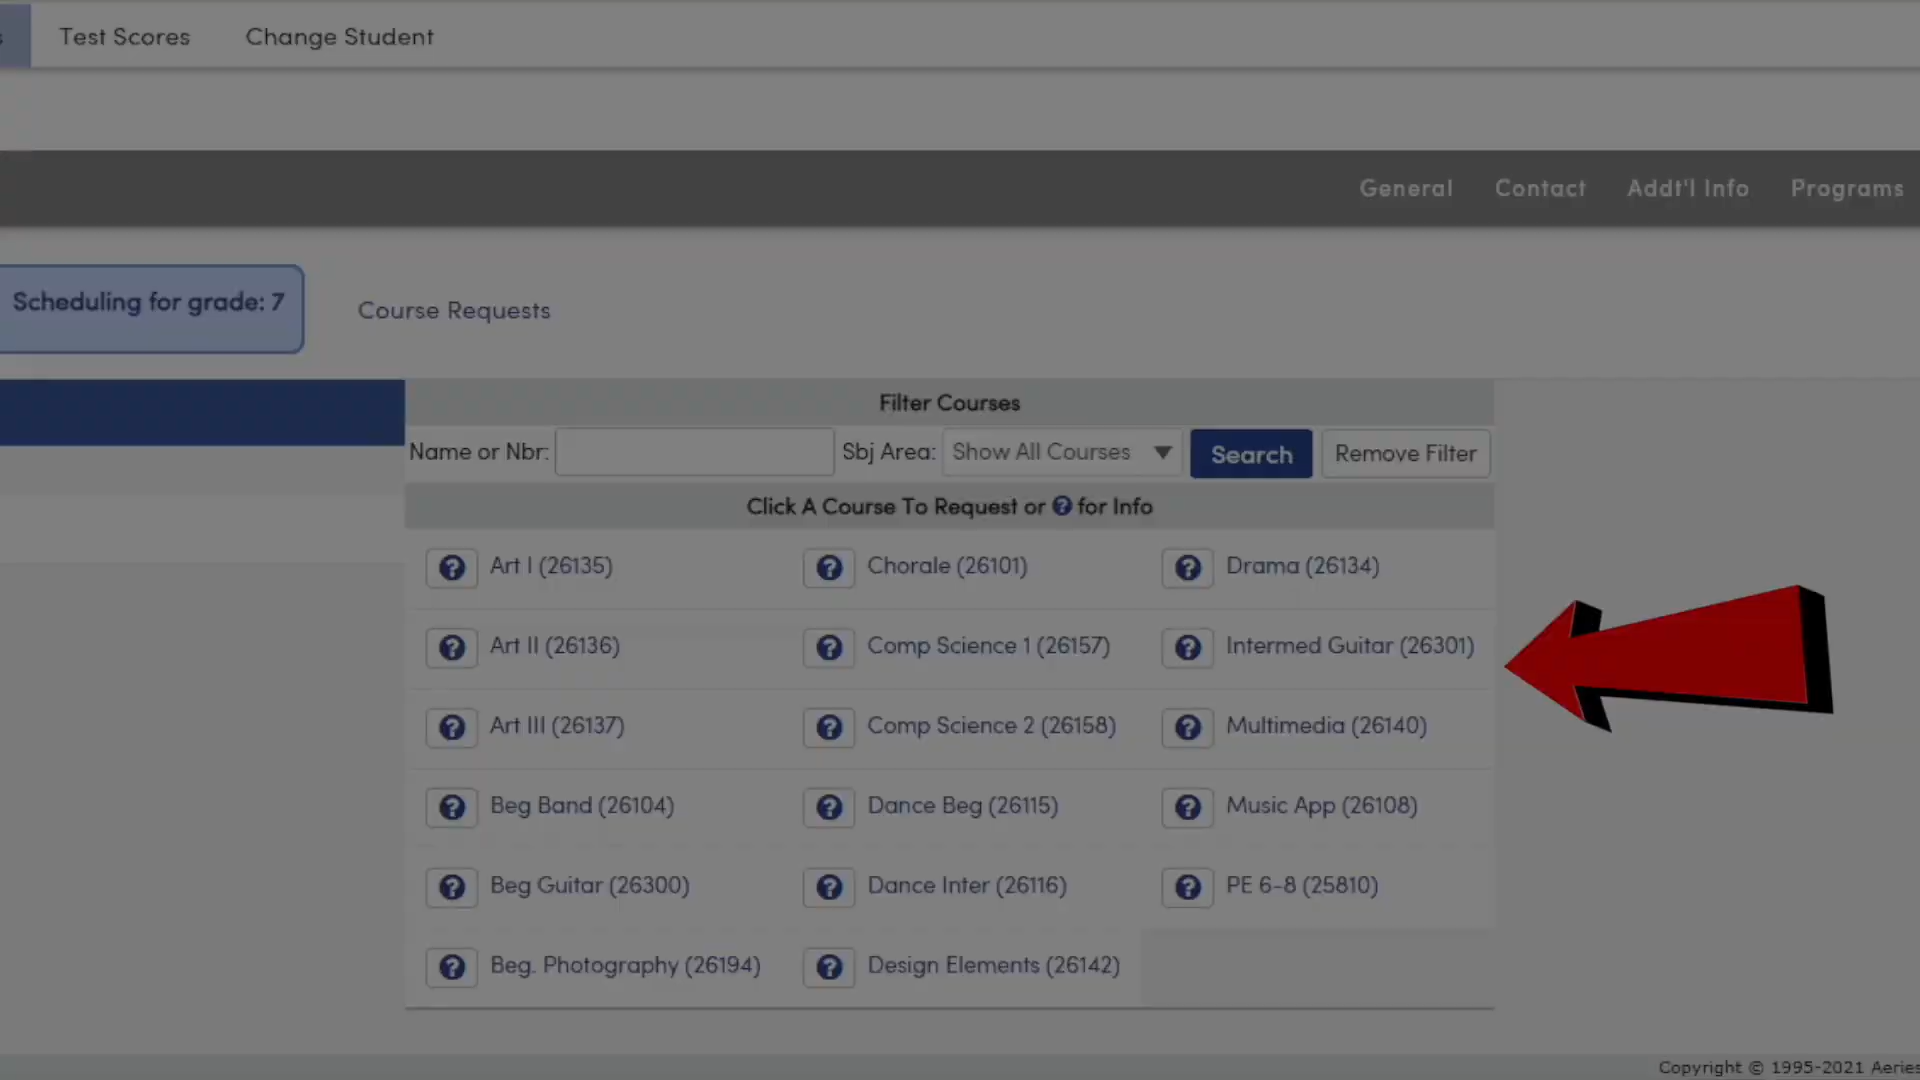 Test Scores Change Student
General Contact Addt'l Info Programs
Scheduling for grade: 7
Course Requests
Filter Courses
Name or Nbr: Sbj Area: Show All Courses Search Remove Filter
Click A Course To Request or ? for Info
? Art I (26135) ? Chorale (26101) ? Drama (26134)
? Art II (26136) ? Comp Science 1 (26157) ? Intermed Guitar (26301)
? Art III (26137) ? Comp Science 2 (26158) ? Multimedia (26140)
? Beg Band (26104) ? Dance Beg (26115) ? Music App (26108)
? Beg Guitar (26300) ? Dance Inter (26116) ? PE 6-8 (25810)
? Beg. Photography (26194) ? Design Elements (26142)
Copyright © 1995-2021 Aeries